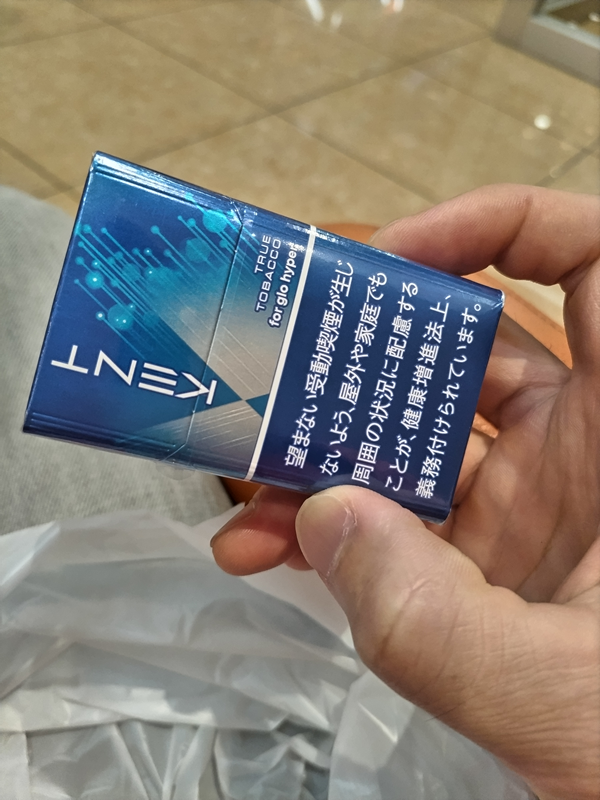 KENT
TRUE
TOBACCO
for glo hyper
望まない受動喫煙が生じ
ないよう、屋外や家庭でも
周囲の状況に配慮する
ことが、健康増進法上、
義務付けられています。